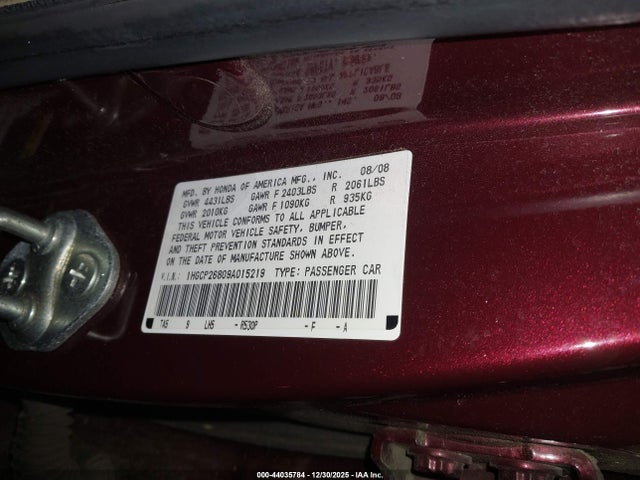 MFD. BY HONDA OF AMERICA MFG., INC. 08/08
GVWR 4431LBS GAWR F 2403LBS R 2061LBS
GVWR 2010KG GAWR F 1090KG R 935KG
THIS VEHICLE CONFORMS TO ALL APPLICABLE
FEDERAL MOTOR VEHICLE SAFETY, BUMPER,
AND THEFT PREVENTION STANDARDS IN EFFECT
ON THE DATE OF MANUFACTURE SHOWN ABOVE.
V.I.N.: 1HGCP26809A015219 TYPE: PASSENGER CAR
TA5 9 LH5 -R530P -F -A
000-44035784 - 12/30/2025 - IAA Inc.